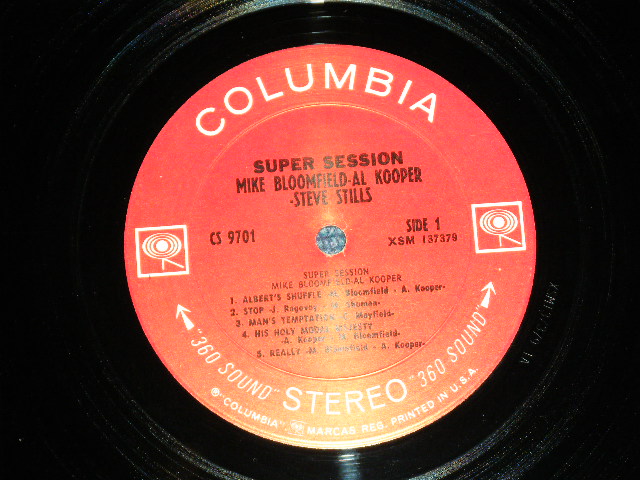 COLUMBIA
SUPER SESSION
MIKE BLOOMFIELD-AL KOOPER
-STEVE STILLS
CS 9701
SIDE 1
XSM 137379
SUPER SESSION
MIKE BLOOMFIELD-AL KOOPER
1. ALBERT'S SHUFFLE -M. Bloomfield - A. Kooper-
2. STOP -J. Ragovoy-
3. MAN'S TEMPTATION Mayfield-
4. HIS HOLY MODAL MAJESTY
-A. Kooper - M. Bloomfield-
5. REALLY -M. Bloomfield - A. Kooper-
"360 SOUND" STEREO "360 SOUND"
Ⓟ "COLUMBIA", MARCAS REG. PRINTED IN U.S.A.